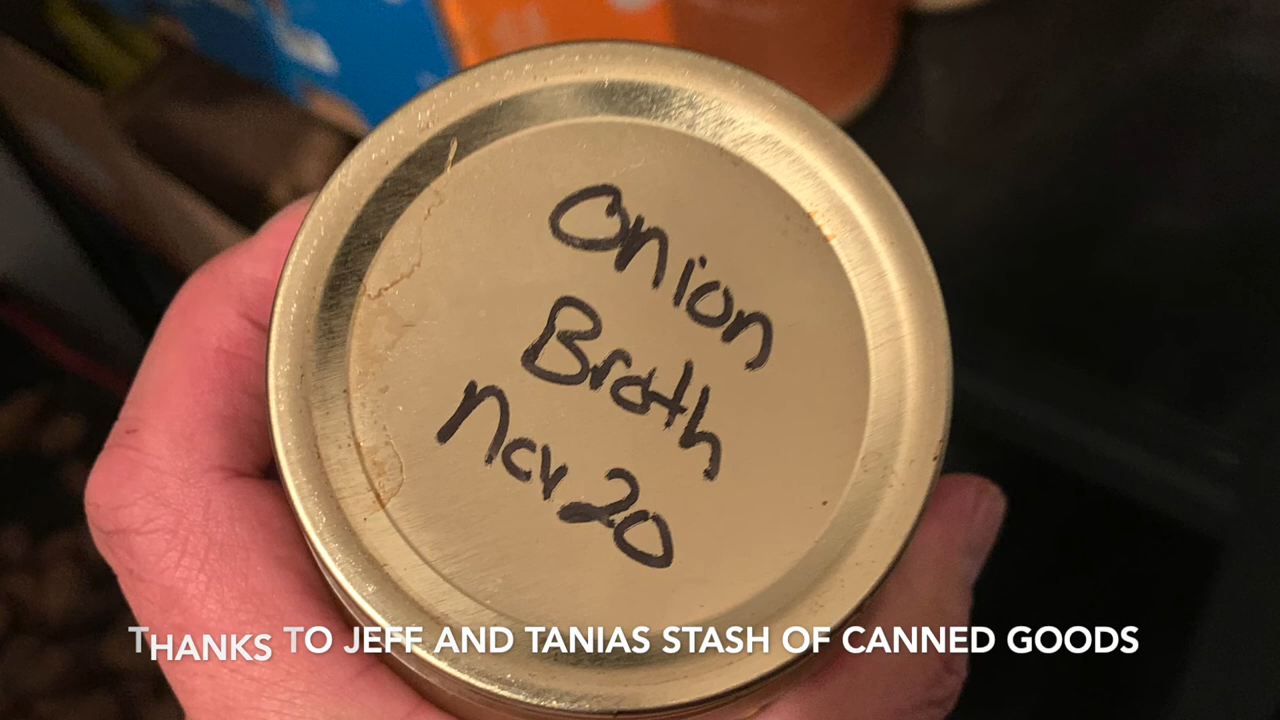 Onion
Broth
Nov 20
THANKS TO JEFF AND TANIAS STASH OF CANNED GOODS